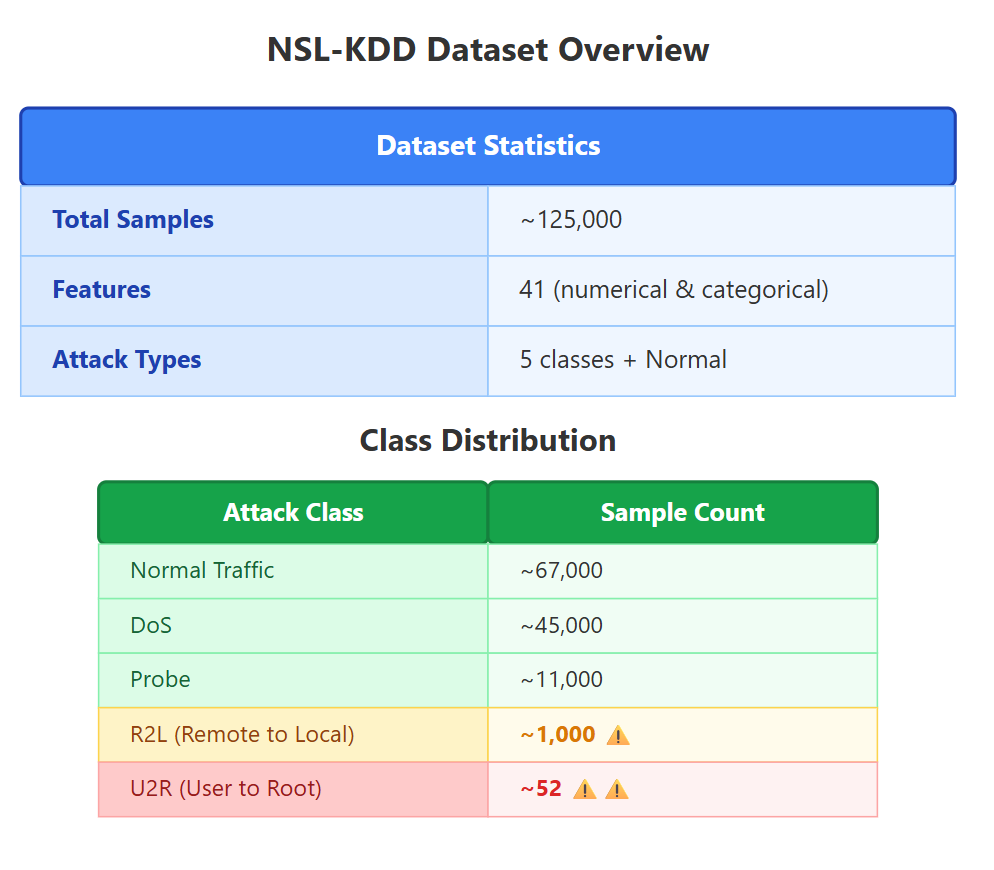 NSL-KDD Dataset Overview
Dataset Statistics
Total Samples ~125,000
Features 41 (numerical & categorical)
Attack Types 5 classes + Normal
Class Distribution
Attack Class Sample Count
Normal Traffic ~67,000
DoS ~45,000
Probe ~11,000
R2L (Remote to Local) ~1,000 ⚠️
U2R (User to Root) ~52 ⚠️ ⚠️